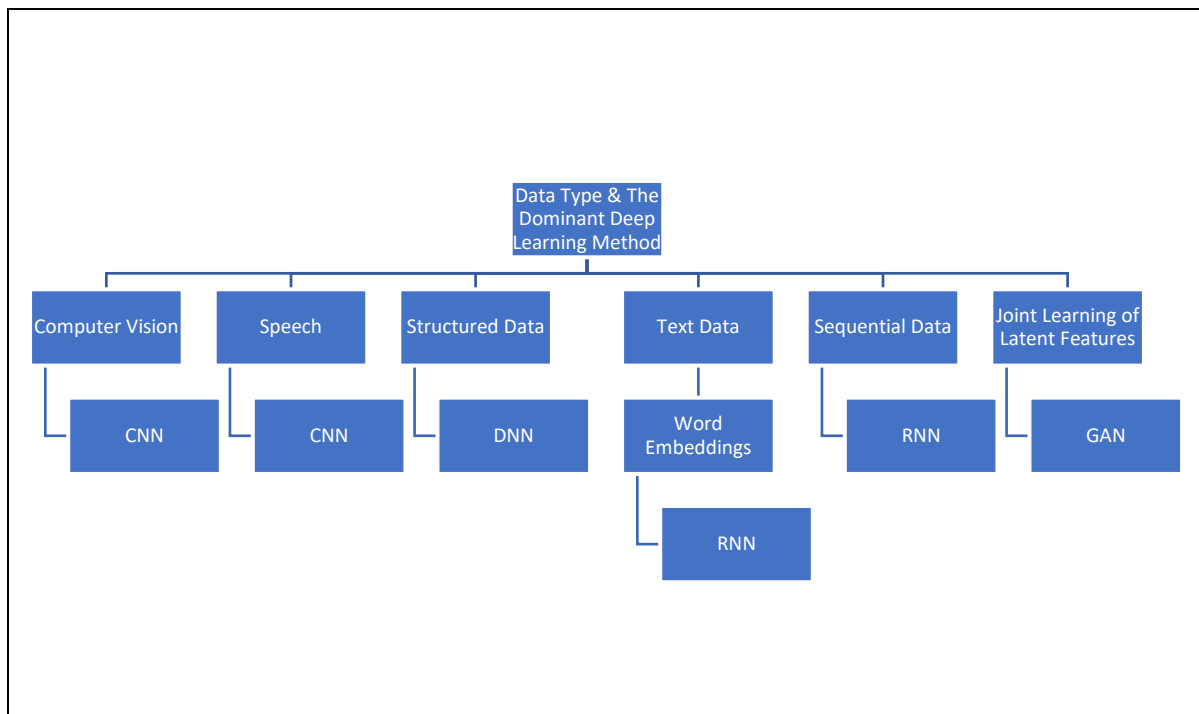 Data Type & The
Dominant Deep
Learning Method
Computer Vision
Speech
Structured Data
Text Data
Sequential Data
Joint Learning of
Latent Features
CNN
CNN
DNN
Word
Embeddings
RNN
GAN
RNN